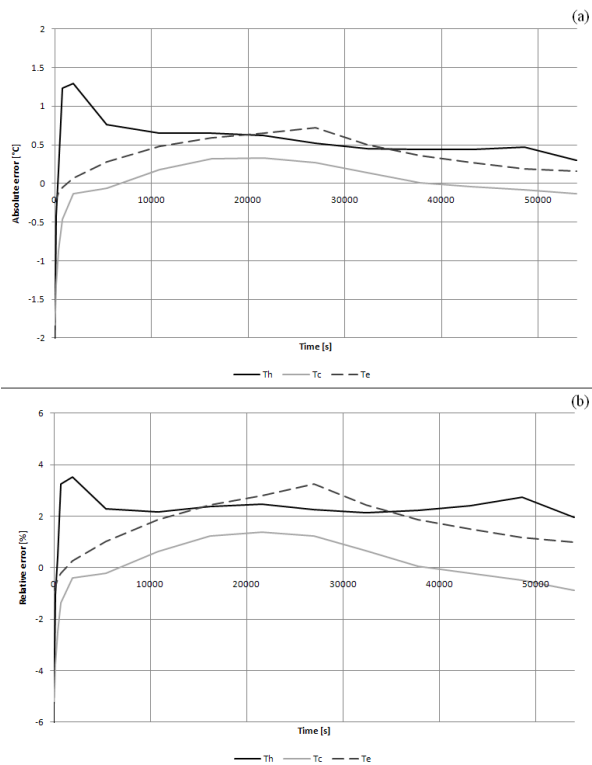 (a)
2
1.5
1
0.5
0
-0.5
-1
-1.5
-2
Absolute error [°C]
10000 20000 30000 40000 50000
Time [s]
Th Tc Te
(b)
6
4
2
0
-2
-4
-6
Relative error [%]
10000 20000 30000 40000 50000
Time [s]
Th Tc Te